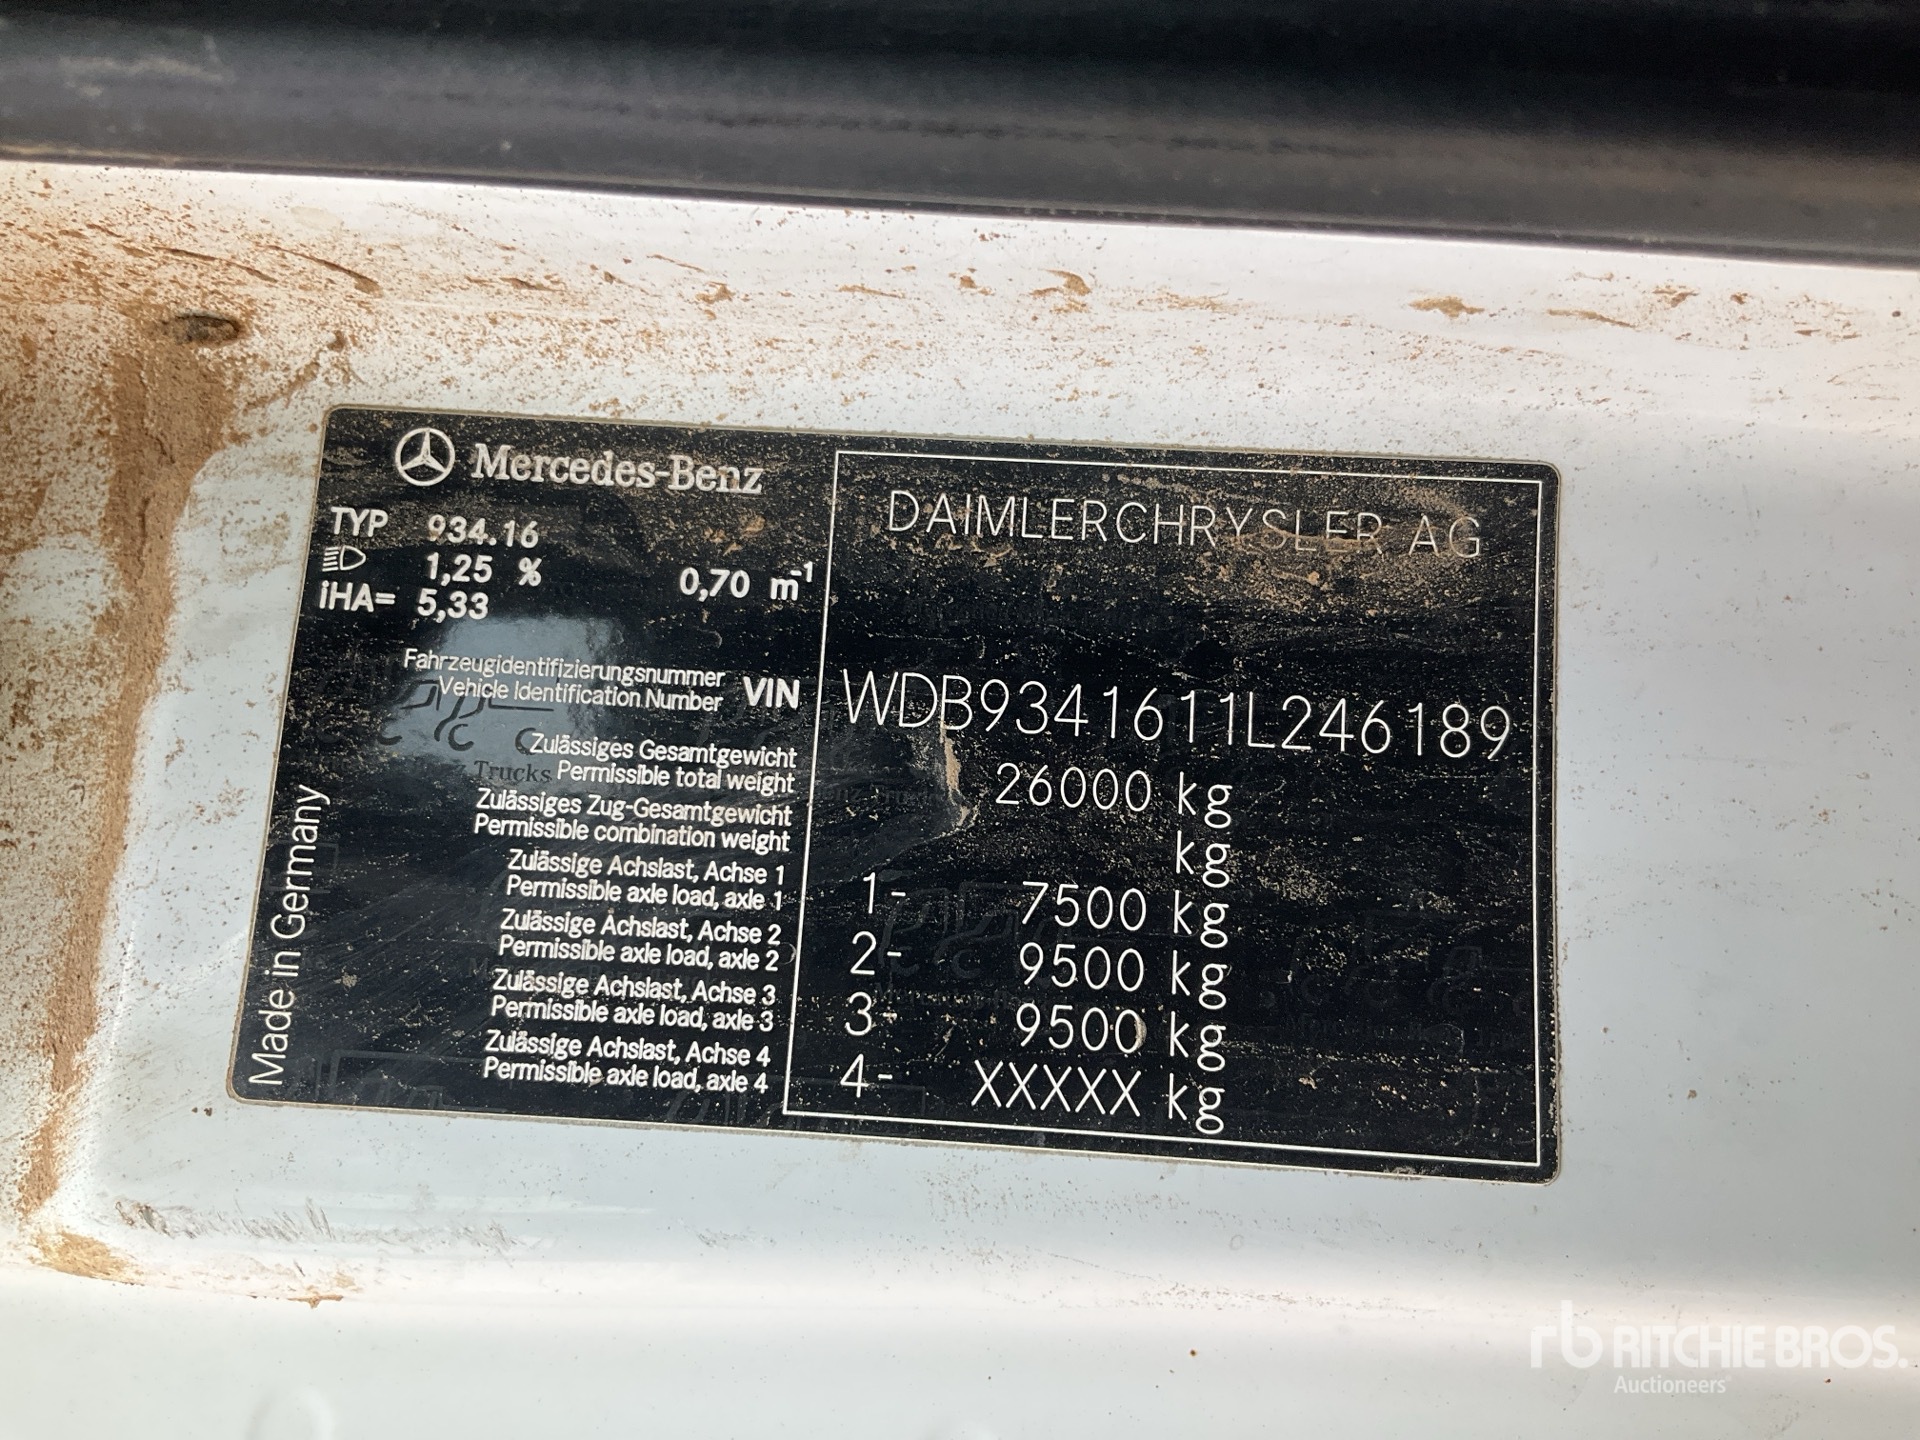 Mercedes-Benz
TYP 934.16
1,25 % 0,70 m-1
iHA= 5,33
DAIMLERCHRYSLER AG
Fahrzeugidentifizierungsnummer
Vehicle Identification Number VIN WDB9341611L246189
Zulässiges Gesamtgewicht
Permissible total weight 26000 kg
Zulässiges Zug-Gesamtgewicht
Permissible combination weight kg
Zulässige Achslast, Achse 1
Permissible axle load, axle 1 1- 7500 kg
Zulässige Achslast, Achse 2
Permissible axle load, axle 2 2- 9500 kg
Zulässige Achslast, Achse 3
Permissible axle load, axle 3 3- 9500 kg
Zulässige Achslast, Achse 4
Permissible axle load, axle 4 4- XXXXX kg
Made in Germany
Trucks
rb RITCHIE BROS.
Auctioneers